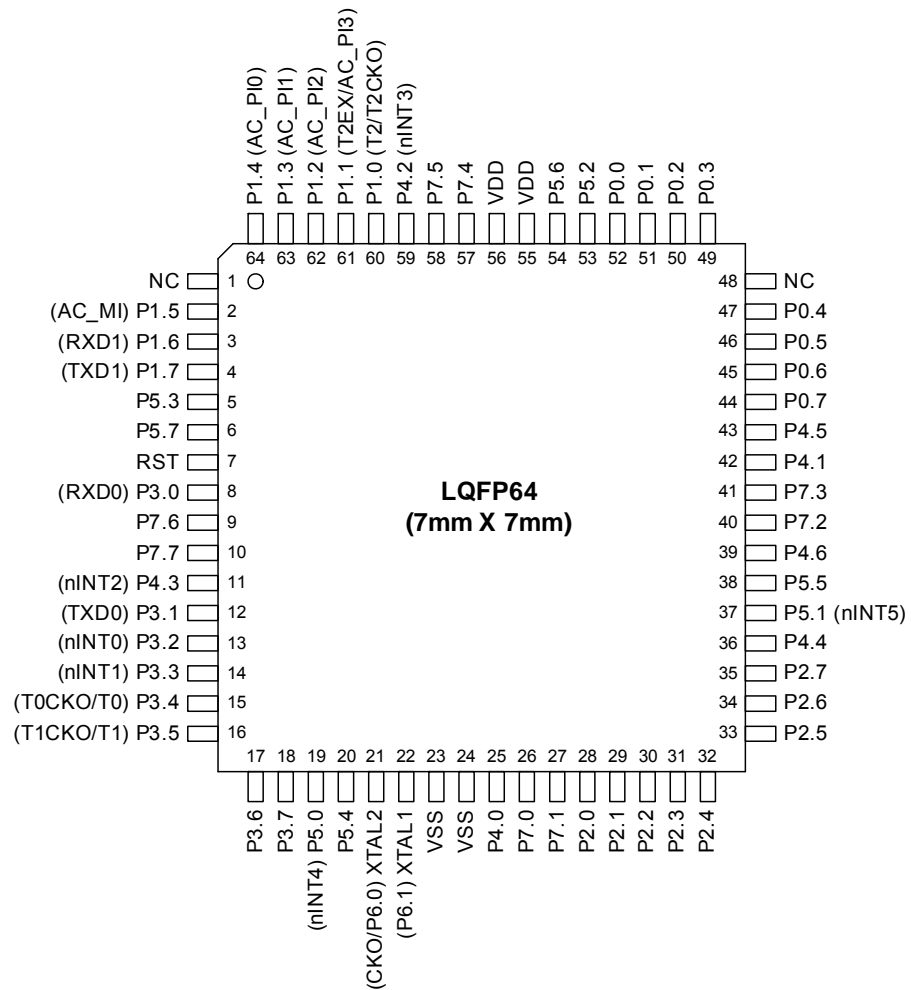 P1.4 (AC_PI0)
P1.3 (AC_PI1)
P1.2 (AC_PI2)
P1.1 (T2EX/AC_PI3)
P1.0 (T2/T2CKO)
P4.2 (nINT3)
P7.5
P7.4
VDD
VDD
P5.6
P5.2
P0.0
P0.1
P0.2
P0.3
64 63 62 61 60 59 58 57 56 55 54 53 52 51 50 49
NC 1
(AC_MI) P1.5 2
(RXD1) P1.6 3
(TXD1) P1.7 4
P5.3 5
P5.7 6
RST 7
(RXD0) P3.0 8
P7.6 9
P7.7 10
(nINT2) P4.3 11
(TXD0) P3.1 12
(nINT0) P3.2 13
(nINT1) P3.3 14
(T0CKO/T0) P3.4 15
(T1CKO/T1) P3.5 16
LQFP64
(7mm X 7mm)
48 NC
47 P0.4
46 P0.5
45 P0.6
44 P0.7
43 P4.5
42 P4.1
41 P7.3
40 P7.2
39 P4.6
38 P5.5
37 P5.1 (nINT5)
36 P4.4
35 P2.7
34 P2.6
33 P2.5
17 18 19 20 21 22 23 24 25 26 27 28 29 30 31 32
P3.6
P3.7
(nINT4) P5.0
P5.4
(CKO/P6.0) XTAL2
(P6.1) XTAL1
VSS
VSS
P4.0
P7.0
P7.1
P2.0
P2.1
P2.2
P2.3
P2.4